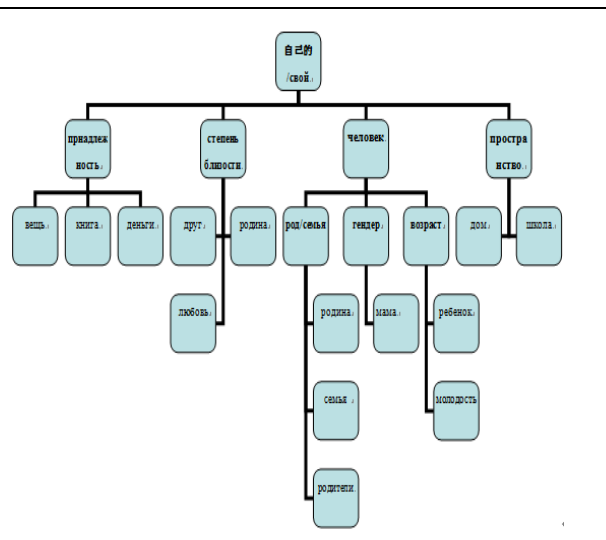 自己的
/свой.
прнадлеж
ность.
степень
близости.
человек.
простра
нство.
вещь.
книга.
деньги.
друг.
родина.
род/семья
гендер.
возраст.
дом.
школа.
любовь.
родина.
мама.
ребенок.
семья .
молодость
родители.